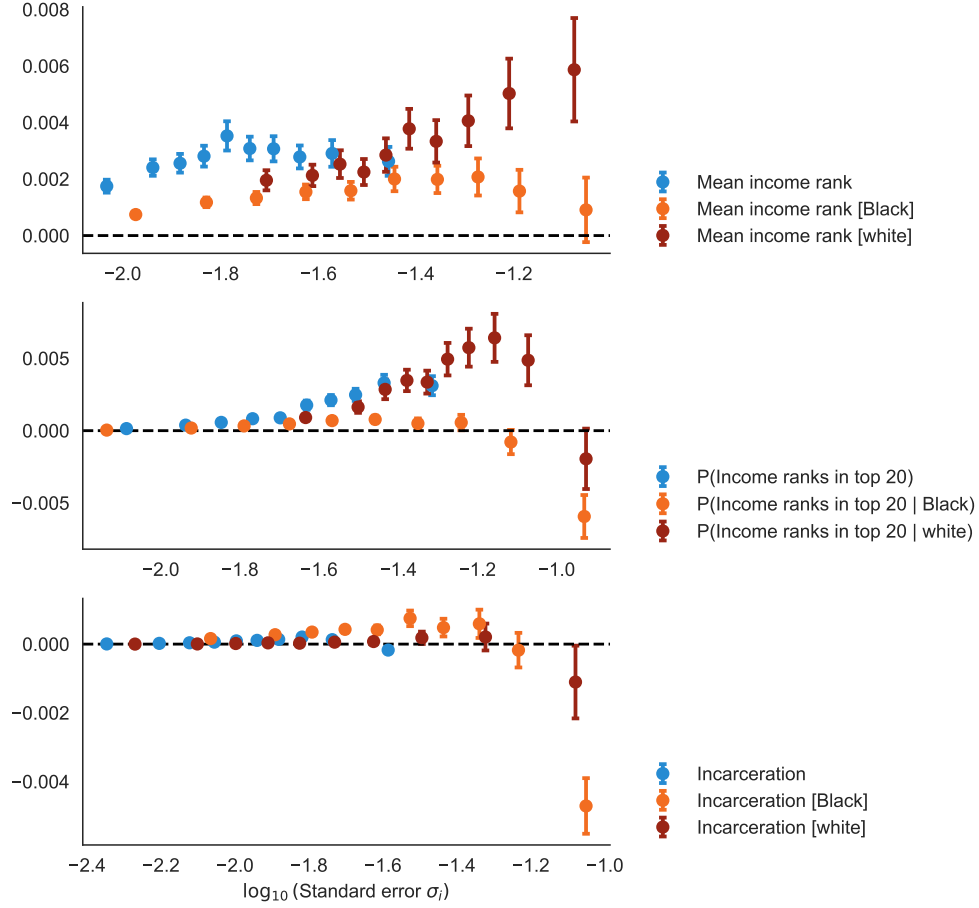 0.008
0.006
0.004
0.002
0.000
−2.0 −1.8 −1.6 −1.4 −1.2
Mean income rank
Mean income rank [Black]
Mean income rank [white]
0.005
0.000
−0.005
−2.0 −1.8 −1.6 −1.4 −1.2 −1.0
P(Income ranks in top 20)
P(Income ranks in top 20 | Black)
P(Income ranks in top 20 | white)
0.000
−0.002
−0.004
−2.4 −2.2 −2.0 −1.8 −1.6 −1.4 −1.2 −1.0
log₁₀ (Standard error σᵢ)
Incarceration
Incarceration [Black]
Incarceration [white]